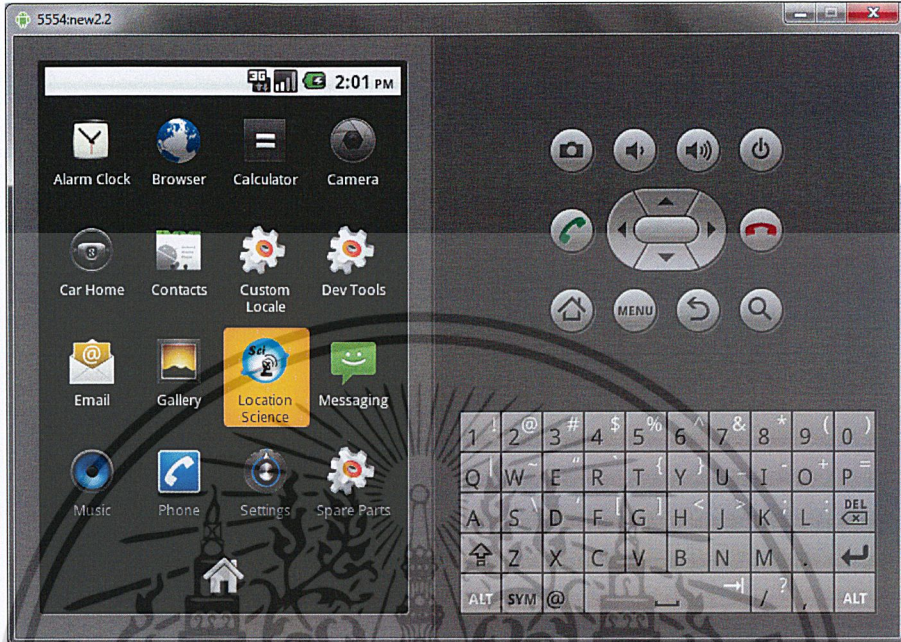 5554:new2.2
3G 2:01 PM
Alarm Clock Browser Calculator Camera
Car Home Contacts Custom Locale Dev Tools
Email Gallery Sci Location Science Messaging
Music Phone Settings Spare Parts
MENU
1 ! 2 @ 3 # 4 $ 5 % 6 ^ 7 & 8 * 9 ( 0 )
Q | W ~ E " R ` T { Y } U _ I - O + P =
A S \ D ' F [ G ] H < J > K ; L : DEL
Z X C V B N M .
ALT SYM @ / ? , ALT